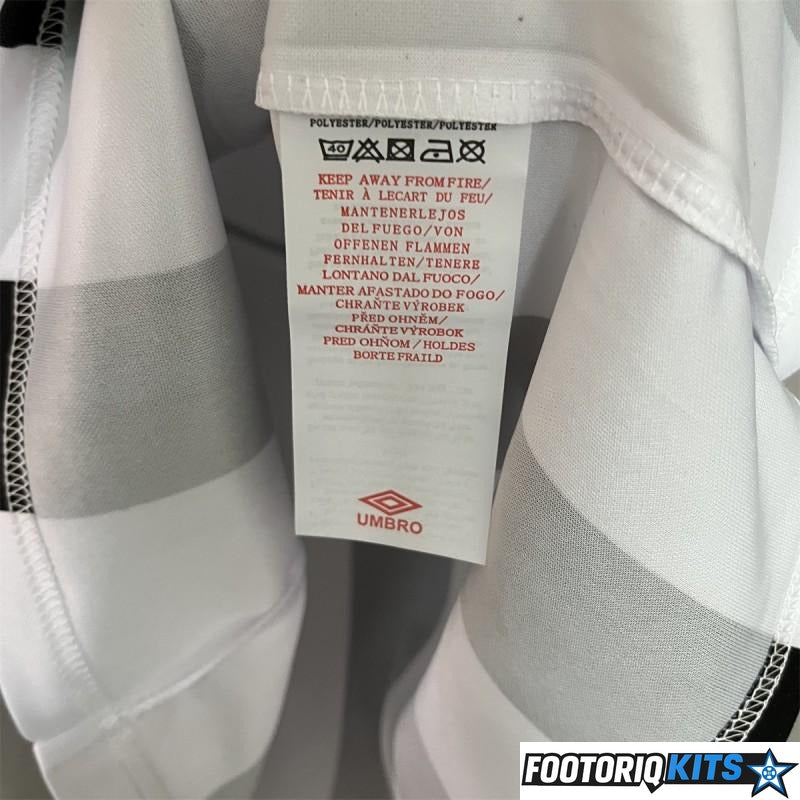 POLYESTER/POLYESTER/POLYESTER
40
KEEP AWAY FROM FIRE/
TENIR À LECART DU FEU/
MANTENERLEJOS
DEL FUEGO/VON
OFFENEN FLAMMEN
FERNHALTEN/TENERE
LONTANO DAL FUOCO/
MANTER AFASTADO DO FOGO/
CHRAŇTE VÝROBEK
PŘED OHNĚM/
CHRÁŇTE VÝROBOK
PRED OHŇOM/HOLDES
BORTE FRAILD
UMBRO
FOOTORIQKITS